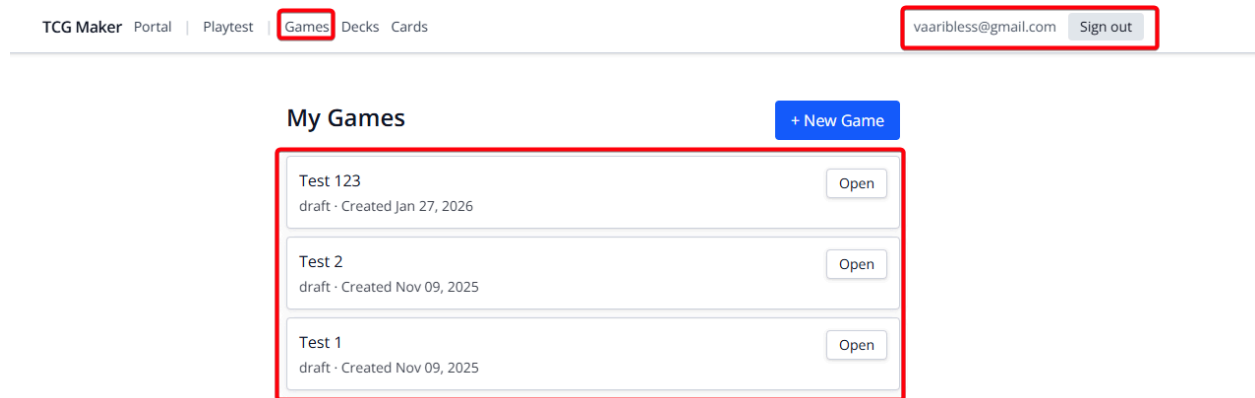 TCG Maker Portal | Playtest | Games Decks Cards vaaribless@gmail.com Sign out
My Games + New Game
Test 123 Open
draft · Created Jan 27, 2026
Test 2 Open
draft · Created Nov 09, 2025
Test 1 Open
draft · Created Nov 09, 2025